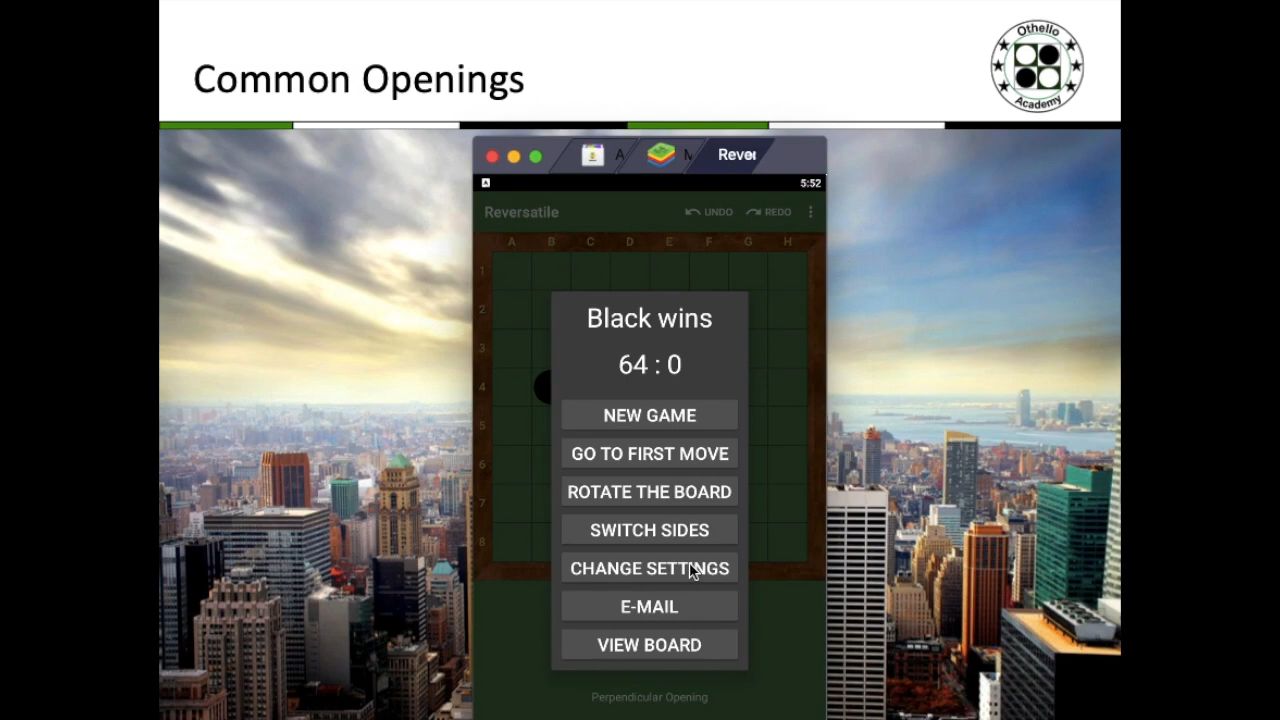 Common Openings
Othello
Academy
A
M
Rever
A
5:52
Reversatile
UNDO
REDO
A B C D E F G H
1
2
3
4
5
6
7
8
Black wins
64 : 0
NEW GAME
GO TO FIRST MOVE
ROTATE THE BOARD
SWITCH SIDES
CHANGE SETTINGS
E-MAIL
VIEW BOARD
Perpendicular Opening